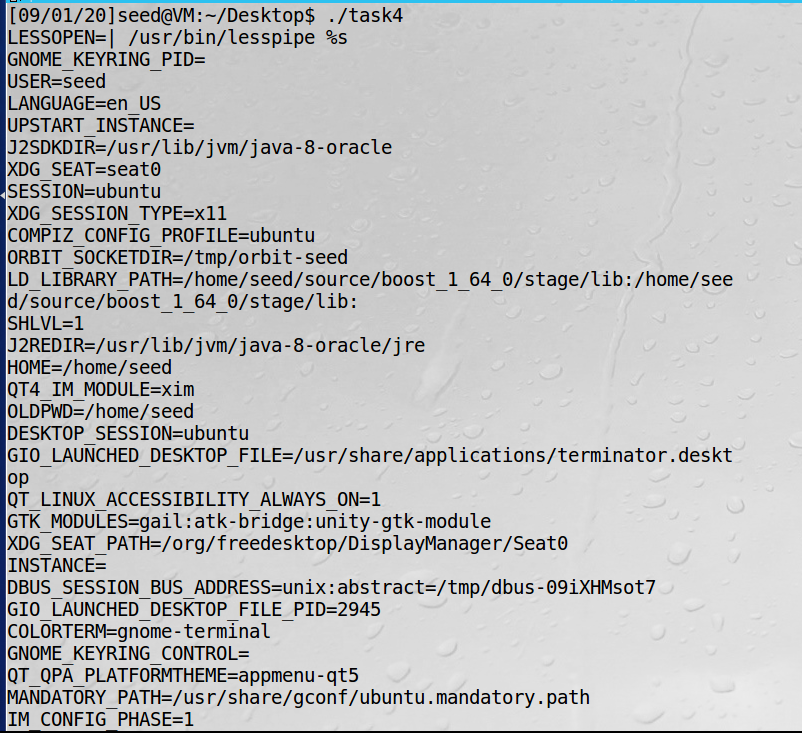 [09/01/20]seed@VM:~/Desktop$ ./task4
LESSOPEN=| /usr/bin/lesspipe %s
GNOME_KEYRING_PID=
USER=seed
LANGUAGE=en_US
UPSTART_INSTANCE=
J2SDKDIR=/usr/lib/jvm/java-8-oracle
XDG_SEAT=seat0
SESSION=ubuntu
XDG_SESSION_TYPE=x11
COMPIZ_CONFIG_PROFILE=ubuntu
ORBIT_SOCKETDIR=/tmp/orbit-seed
LD_LIBRARY_PATH=/home/seed/source/boost_1_64_0/stage/lib:/home/see
d/source/boost_1_64_0/stage/lib:
SHLVL=1
J2REDIR=/usr/lib/jvm/java-8-oracle/jre
HOME=/home/seed
QT4_IM_MODULE=xim
OLDPWD=/home/seed
DESKTOP_SESSION=ubuntu
GIO_LAUNCHED_DESKTOP_FILE=/usr/share/applications/terminator.deskt
op
QT_LINUX_ACCESSIBILITY_ALWAYS_ON=1
GTK_MODULES=gail:atk-bridge:unity-gtk-module
XDG_SEAT_PATH=/org/freedesktop/DisplayManager/Seat0
INSTANCE=
DBUS_SESSION_BUS_ADDRESS=unix:abstract=/tmp/dbus-09iXHMsot7
GIO_LAUNCHED_DESKTOP_FILE_PID=2945
COLORTERM=gnome-terminal
GNOME_KEYRING_CONTROL=
QT_QPA_PLATFORMTHEME=appmenu-qt5
MANDATORY_PATH=/usr/share/gconf/ubuntu.mandatory.path
IM_CONFIG_PHASE=1